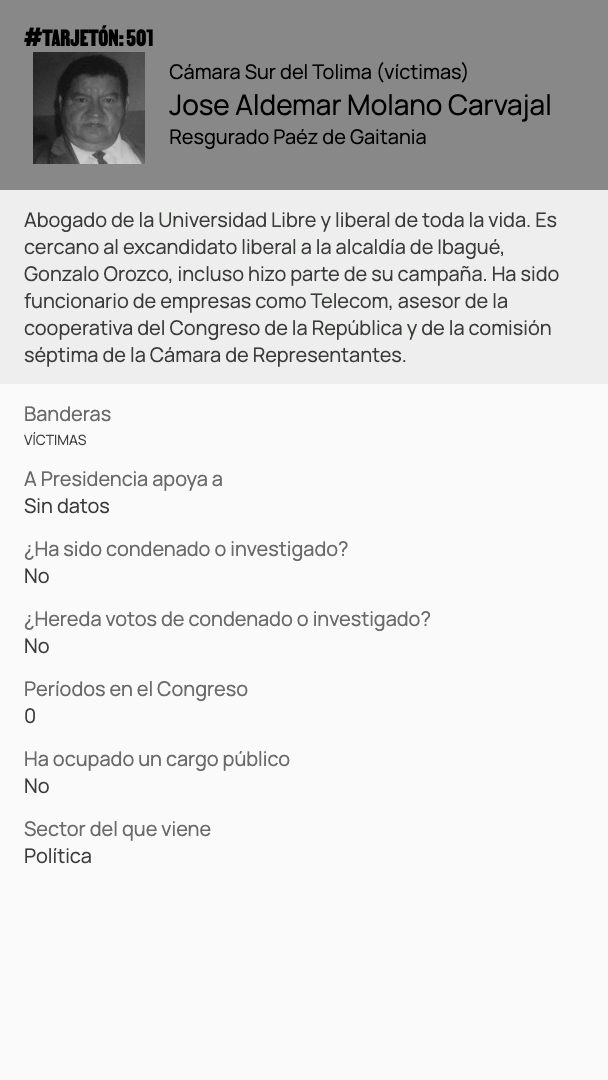 #TARJETÓN: 501
Cámara Sur del Tolima (víctimas)
Jose Aldemar Molano Carvajal
Resgurado Paéz de Gaitania
Abogado de la Universidad Libre y liberal de toda la vida. Es
cercano al excandidato liberal a la alcaldía de Ibagué,
Gonzalo Orozco, incluso hizo parte de su campaña. Ha sido
funcionario de empresas como Telecom, asesor de la
cooperativa del Congreso de la República y de la comisión
séptima de la Cámara de Representantes.
Banderas
VÍCTIMAS
A Presidencia apoya a
Sin datos
¿Ha sido condenado o investigado?
No
¿Hereda votos de condenado o investigado?
No
Períodos en el Congreso
0
Ha ocupado un cargo público
No
Sector del que viene
Política